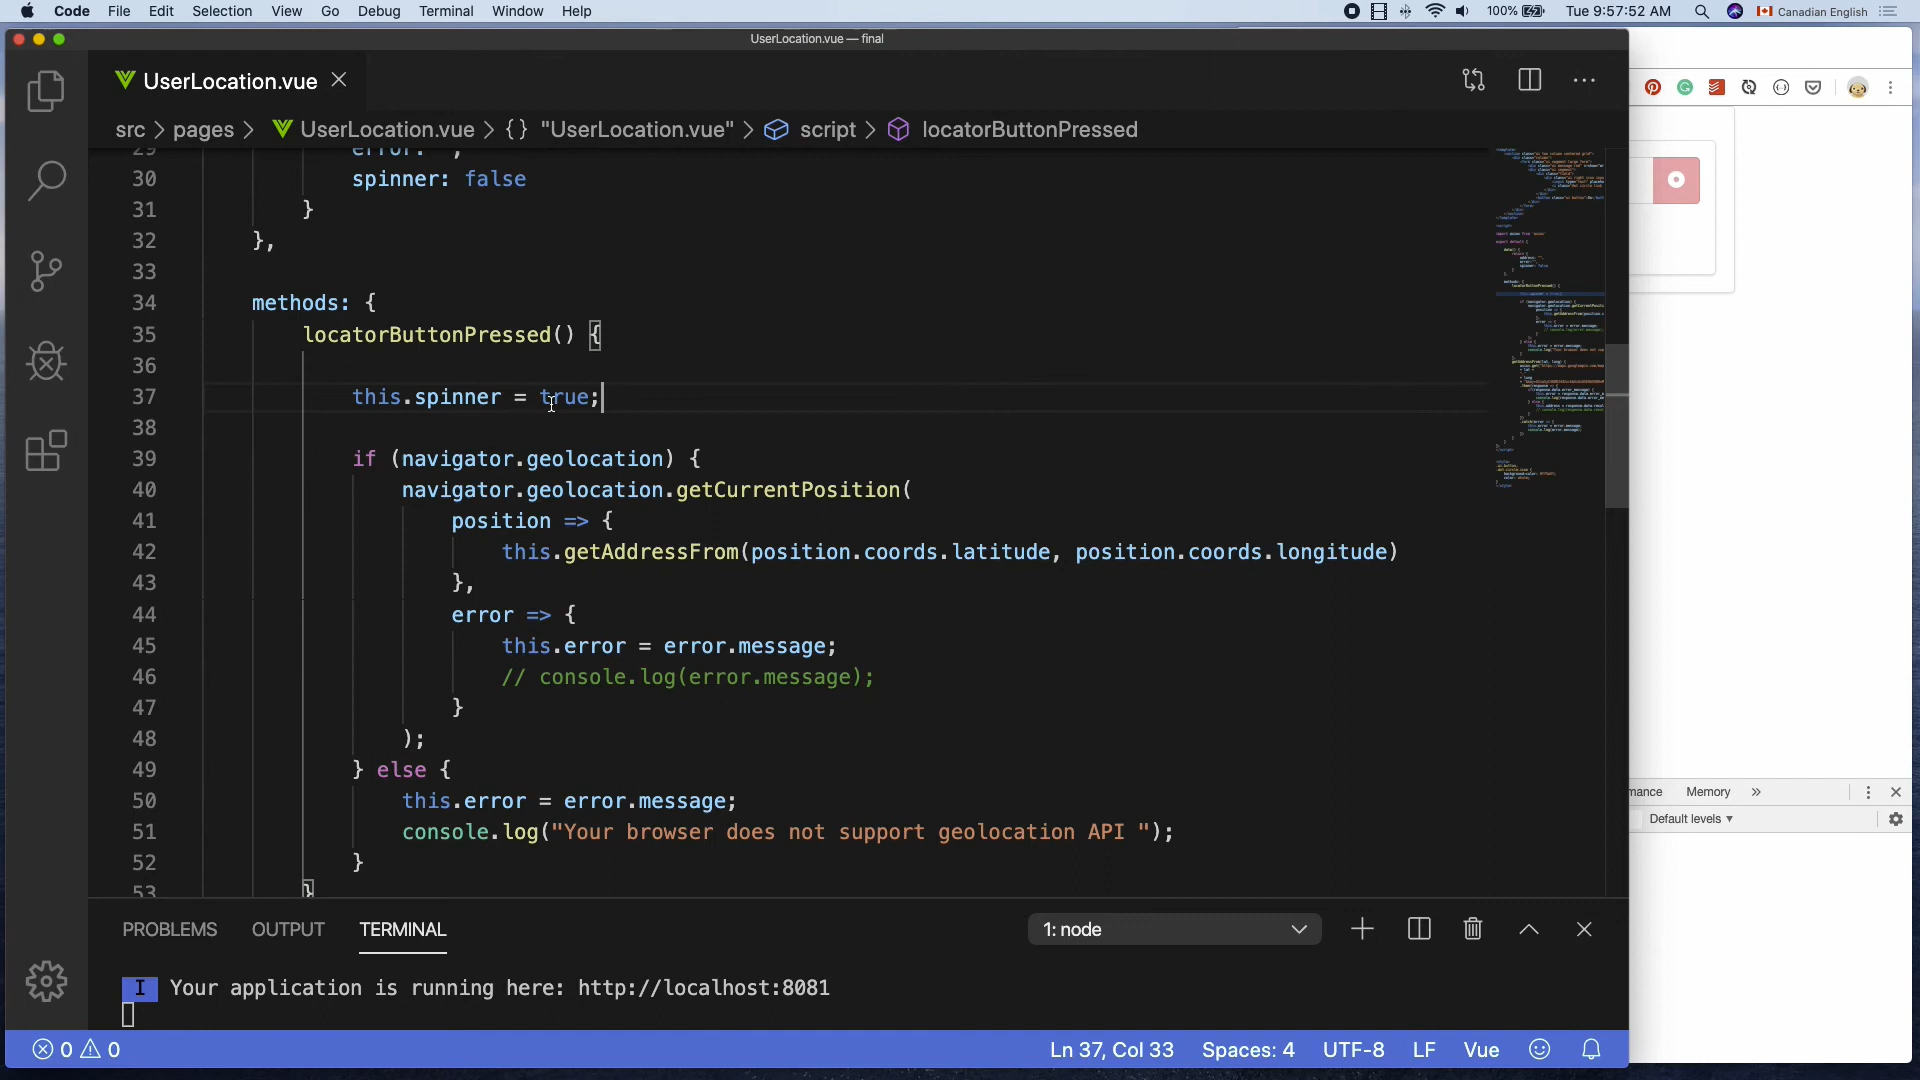 Code File Edit Selection View Go Debug Terminal Window Help 100% Tue 9:57:52 AM Canadian English
UserLocation.vue — final
UserLocation.vue
src > pages > UserLocation.vue > {} "UserLocation.vue" > script > locatorButtonPressed
29 error: "",
30 spinner: false
31 }
32 },
33
34 methods: {
35 locatorButtonPressed() {
36
37 this.spinner = true;
38
39 if (navigator.geolocation) {
40 navigator.geolocation.getCurrentPosition(
41 position => {
42 this.getAddressFrom(position.coords.latitude, position.coords.longitude)
43 },
44 error => {
45 this.error = error.message;
46 // console.log(error.message);
47 }
48 );
49 } else {
50 this.error = error.message;
51 console.log("Your browser does not support geolocation API ");
52 }
53 }
mance Memory »
Default levels
PROBLEMS OUTPUT TERMINAL 1: node
I Your application is running here: http://localhost:8081
0 0 Ln 37, Col 33 Spaces: 4 UTF-8 LF Vue